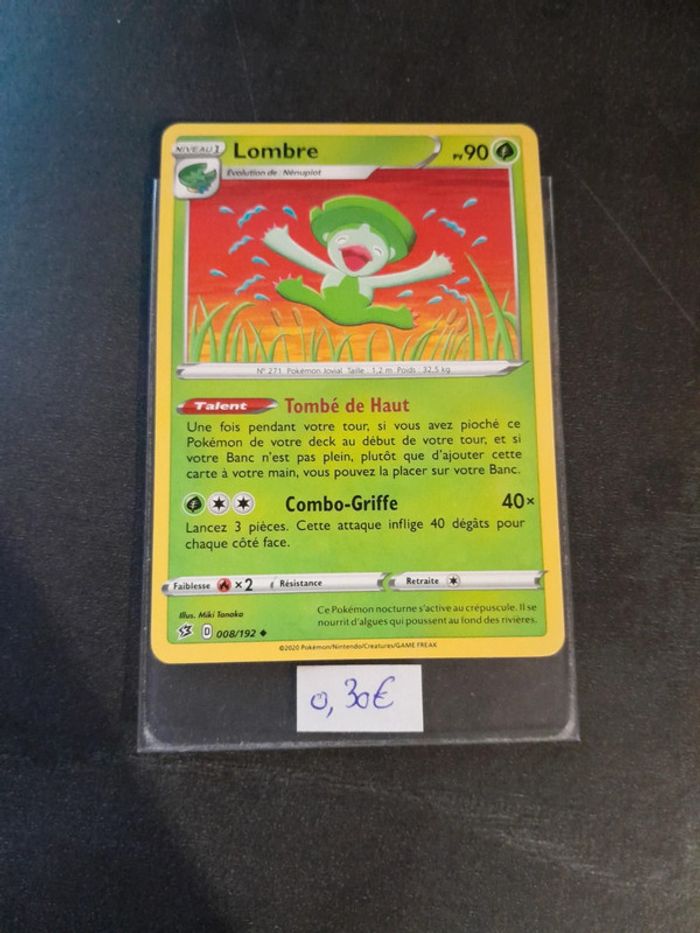 NIVEAU 1
Lombre
PV 90
Évolution de : Nénupiot
N° 271 Pokémon Jovial Taille : 1,2 m Poids : 32,5 kg
Talent Tombé de Haut
Une fois pendant votre tour, si vous avez pioché ce
Pokémon de votre deck au début de votre tour, et si
votre Banc n'est pas plein, plutôt que d'ajouter cette
carte à votre main, vous pouvez la placer sur votre Banc.
Combo-Griffe 40×
Lancez 3 pièces. Cette attaque inflige 40 dégâts pour
chaque côté face.
Faiblesse ×2 Résistance Retraite
Illus. Miki Tanaka
Ce Pokémon nocturne s'active au crépuscule. Il se
nourrit d'algues qui poussent au fond des rivières.
D 008/192
©2020 Pokémon/Nintendo/Creatures/GAME FREAK
0,30€